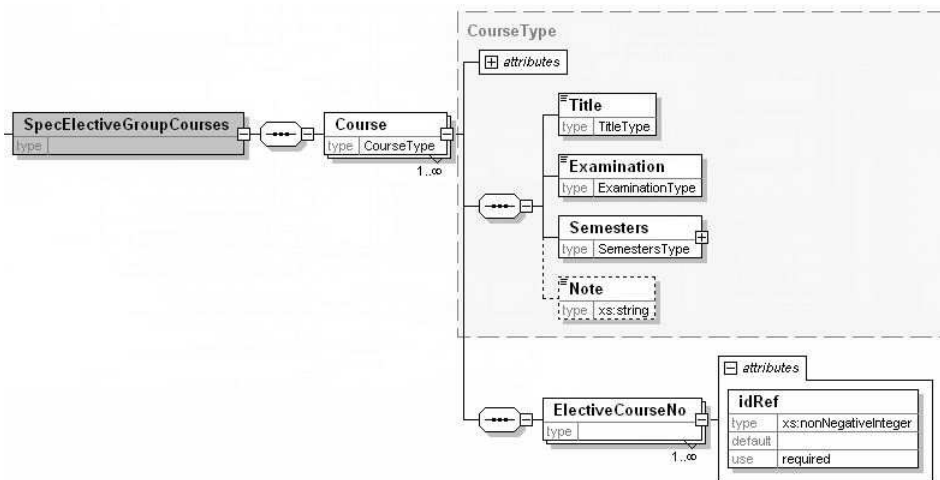 CourseType
attributes
SpecElectiveGroupCourses
type
Course
type CourseType
1..∞
Title
type TitleType
Examination
type ExaminationType
Semesters
type SemestersType
Note
type xs:string
ElectiveCourseNo
type
1..∞
attributes
idRef
type xs:nonNegativeInteger
default
use required